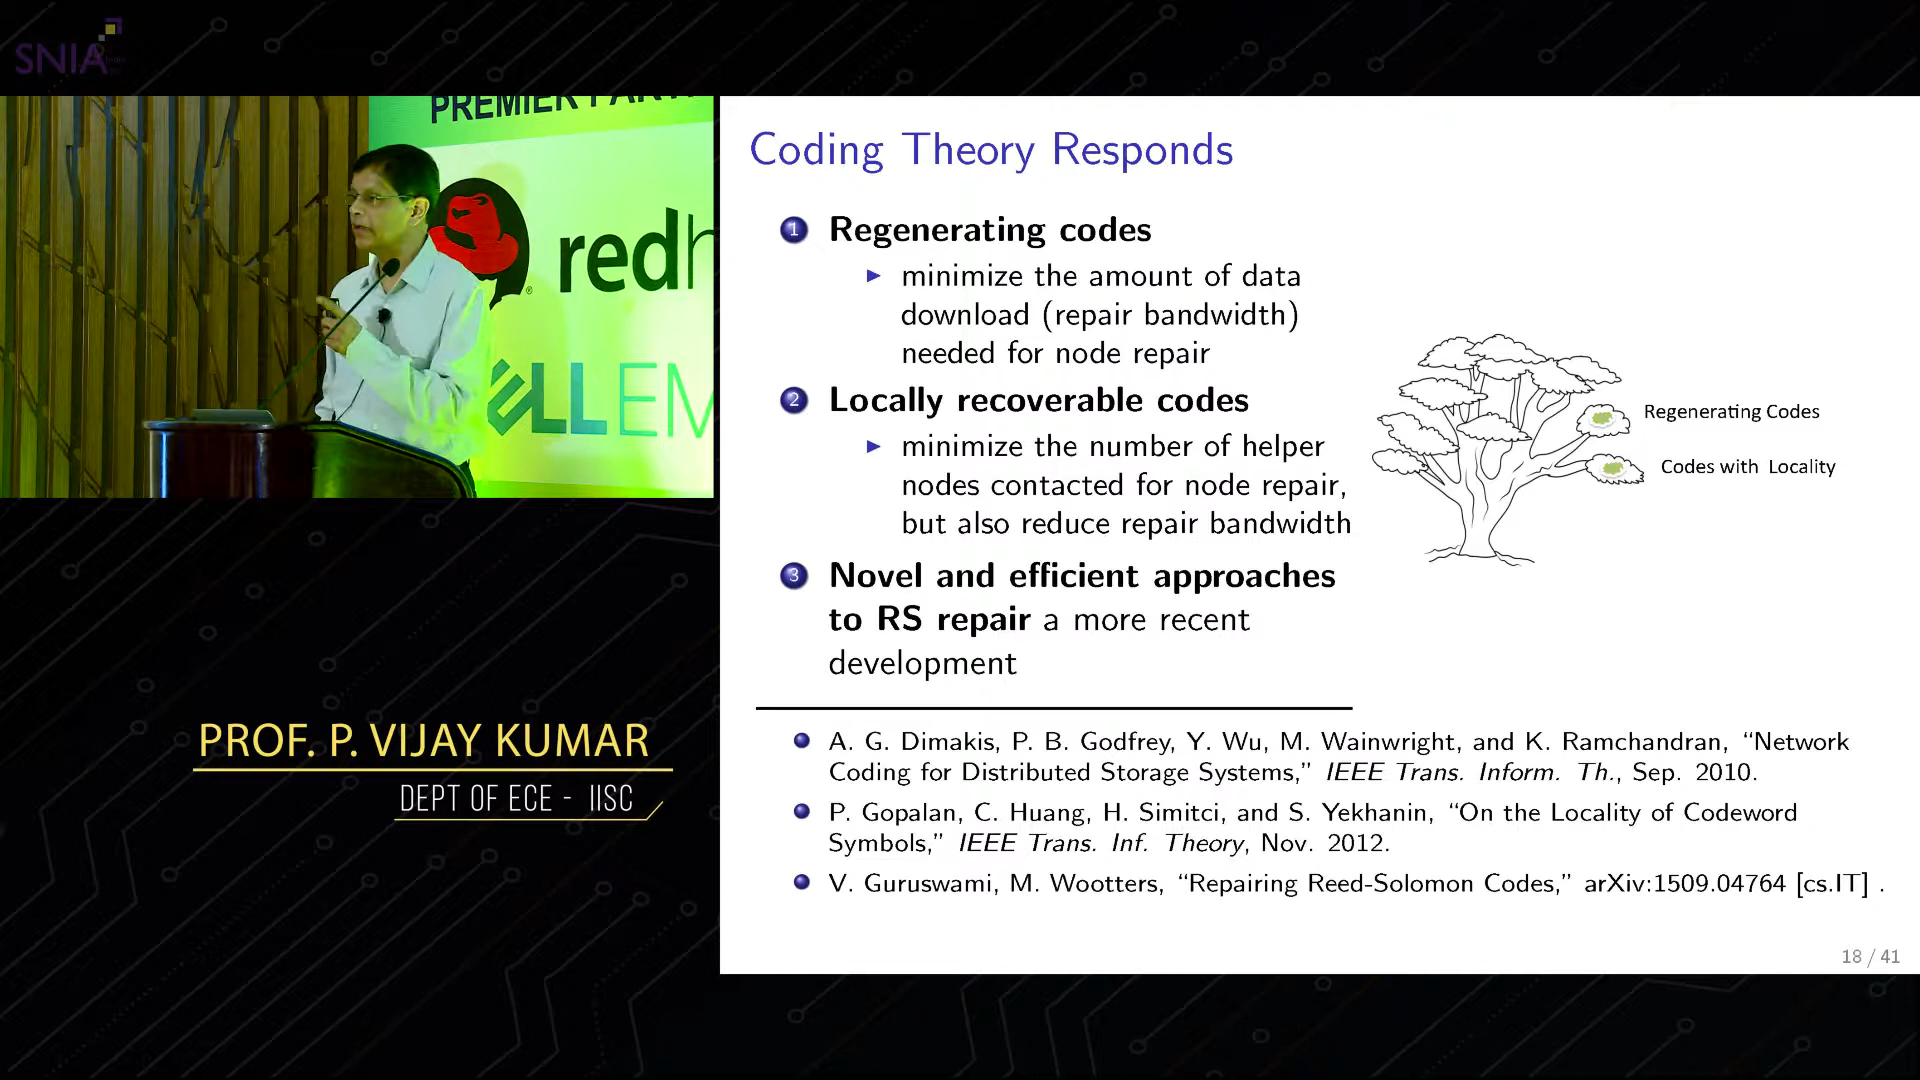 SNIA
PREMIER PART
redh
ELL EM
PROF. P. VIJAY KUMAR
DEPT OF ECE - IISC
Coding Theory Responds
1 Regenerating codes
▶ minimize the amount of data
download (repair bandwidth)
needed for node repair
2 Locally recoverable codes
▶ minimize the number of helper
nodes contacted for node repair,
but also reduce repair bandwidth
3 Novel and efficient approaches
to RS repair a more recent
development
Regenerating Codes
Codes with Locality
• A. G. Dimakis, P. B. Godfrey, Y. Wu, M. Wainwright, and K. Ramchandran, “Network
Coding for Distributed Storage Systems,” IEEE Trans. Inform. Th., Sep. 2010.
• P. Gopalan, C. Huang, H. Simitci, and S. Yekhanin, “On the Locality of Codeword
Symbols,” IEEE Trans. Inf. Theory, Nov. 2012.
• V. Guruswami, M. Wootters, “Repairing Reed-Solomon Codes,” arXiv:1509.04764 [cs.IT] .
18 / 41